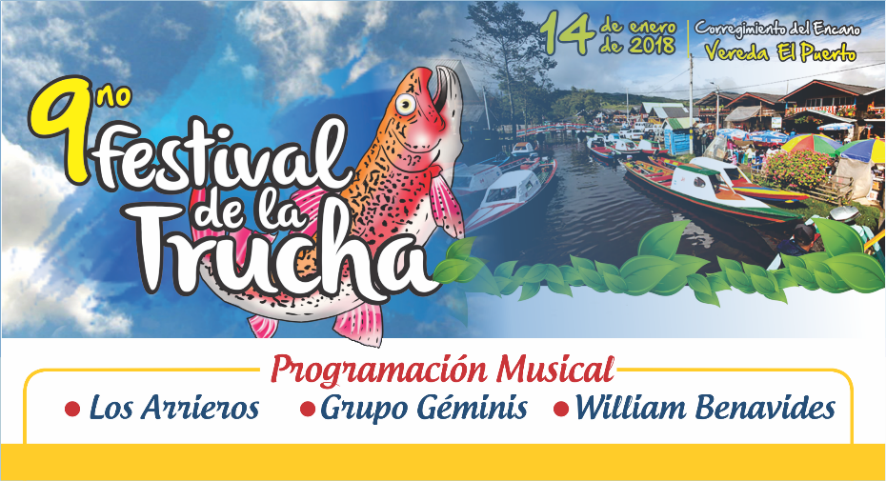 9no
Festival
de la
Trucha
14 de enero
de 2018
Corregimiento del Encano
Vereda El Puerto
Programación Musical
• Los Arrieros • Grupo Géminis • William Benavides